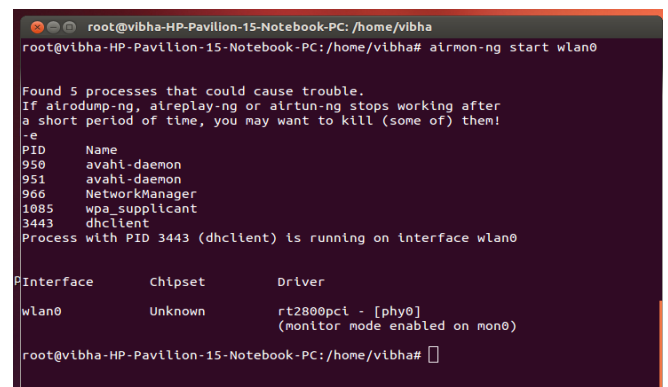 root@vibha-HP-Pavilion-15-Notebook-PC: /home/vibha
root@vibha-HP-Pavilion-15-Notebook-PC:/home/vibha# airmon-ng start wlan0
Found 5 processes that could cause trouble.
If airodump-ng, aireplay-ng or airtun-ng stops working after
a short period of time, you may want to kill (some of) them!
-e
PID Name
950 avahi-daemon
951 avahi-daemon
966 NetworkManager
1085 wpa_supplicant
3443 dhclient
Process with PID 3443 (dhclient) is running on interface wlan0
Interface Chipset Driver
wlan0 Unknown rt2800pci - [phy0]
(monitor mode enabled on mon0)
root@vibha-HP-Pavilion-15-Notebook-PC:/home/vibha#